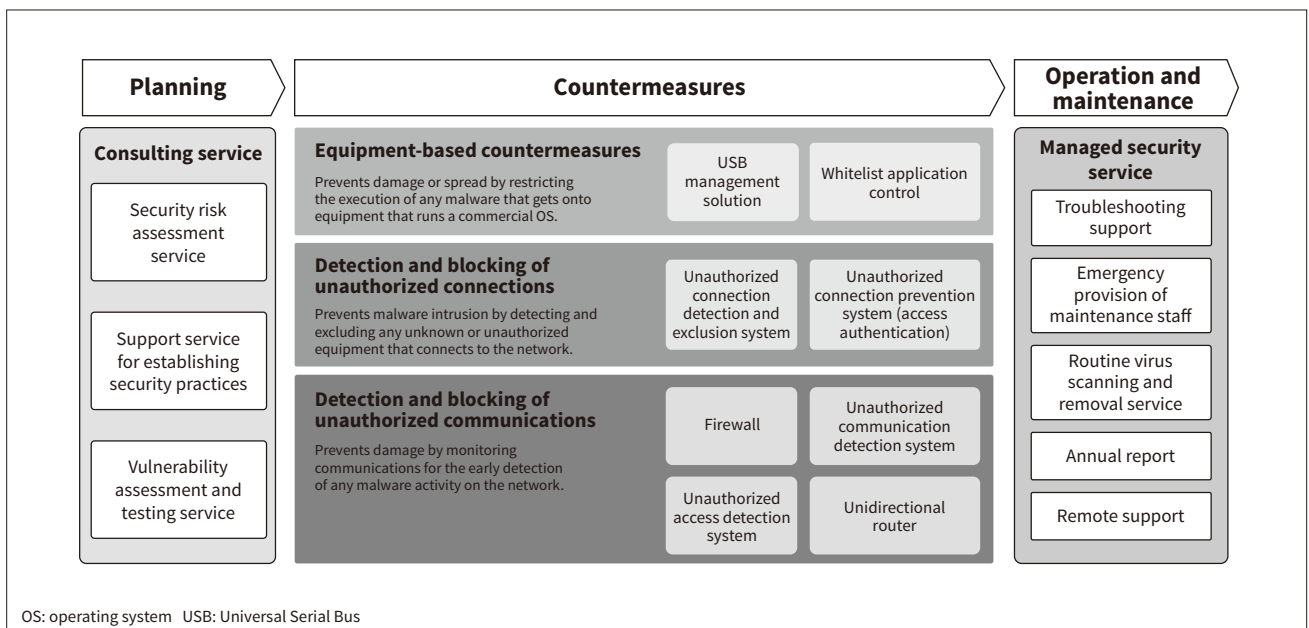 Planning
Countermeasures
Operation and
maintenance
Consulting service
Security risk
assessment
service
Support service
for establishing
security practices
Vulnerability
assessment and
testing service
Equipment-based countermeasures
Prevents damage or spread by restricting
the execution of any malware that gets onto
equipment that runs a commercial OS.
USB
management
solution
Whitelist application
control
Detection and blocking of
unauthorized connections
Prevents malware intrusion by detecting and
excluding any unknown or unauthorized
equipment that connects to the network.
Unauthorized
connection
detection and
exclusion system
Unauthorized
connection prevention
system (access
authentication)
Detection and blocking of
unauthorized communications
Prevents damage by monitoring
communications for the early detection
of any malware activity on the network.
Firewall
Unauthorized
communication
detection system
Unauthorized
access detection
system
Unidirectional
router
Managed security
service
Troubleshooting
support
Emergency
provision of
maintenance staff
Routine virus
scanning and
removal service
Annual report
Remote support
OS: operating system USB: Universal Serial Bus